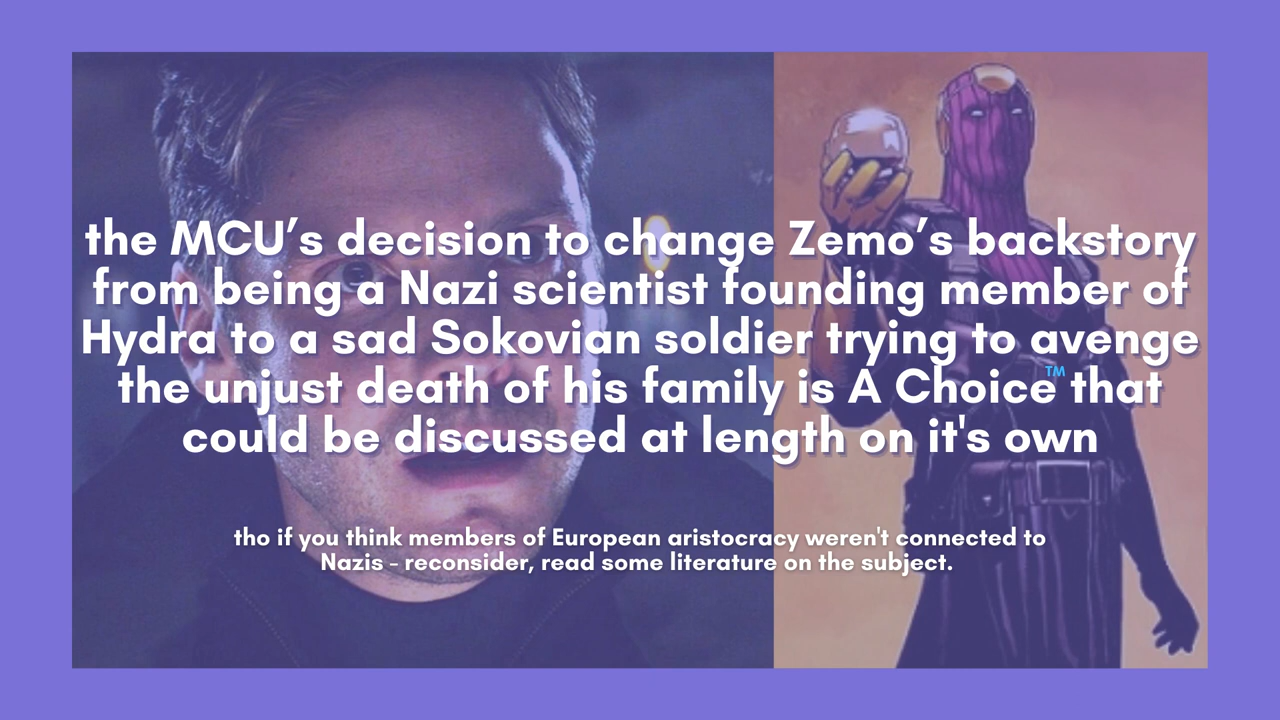 the MCU’s decision to change Zemo’s backstory
from being a Nazi scientist founding member of
Hydra to a sad Sokovian soldier trying to avenge
the unjust death of his family is A Choice™ that
could be discussed at length on it's own
tho if you think members of European aristocracy weren't connected to
Nazis - reconsider, read some literature on the subject.